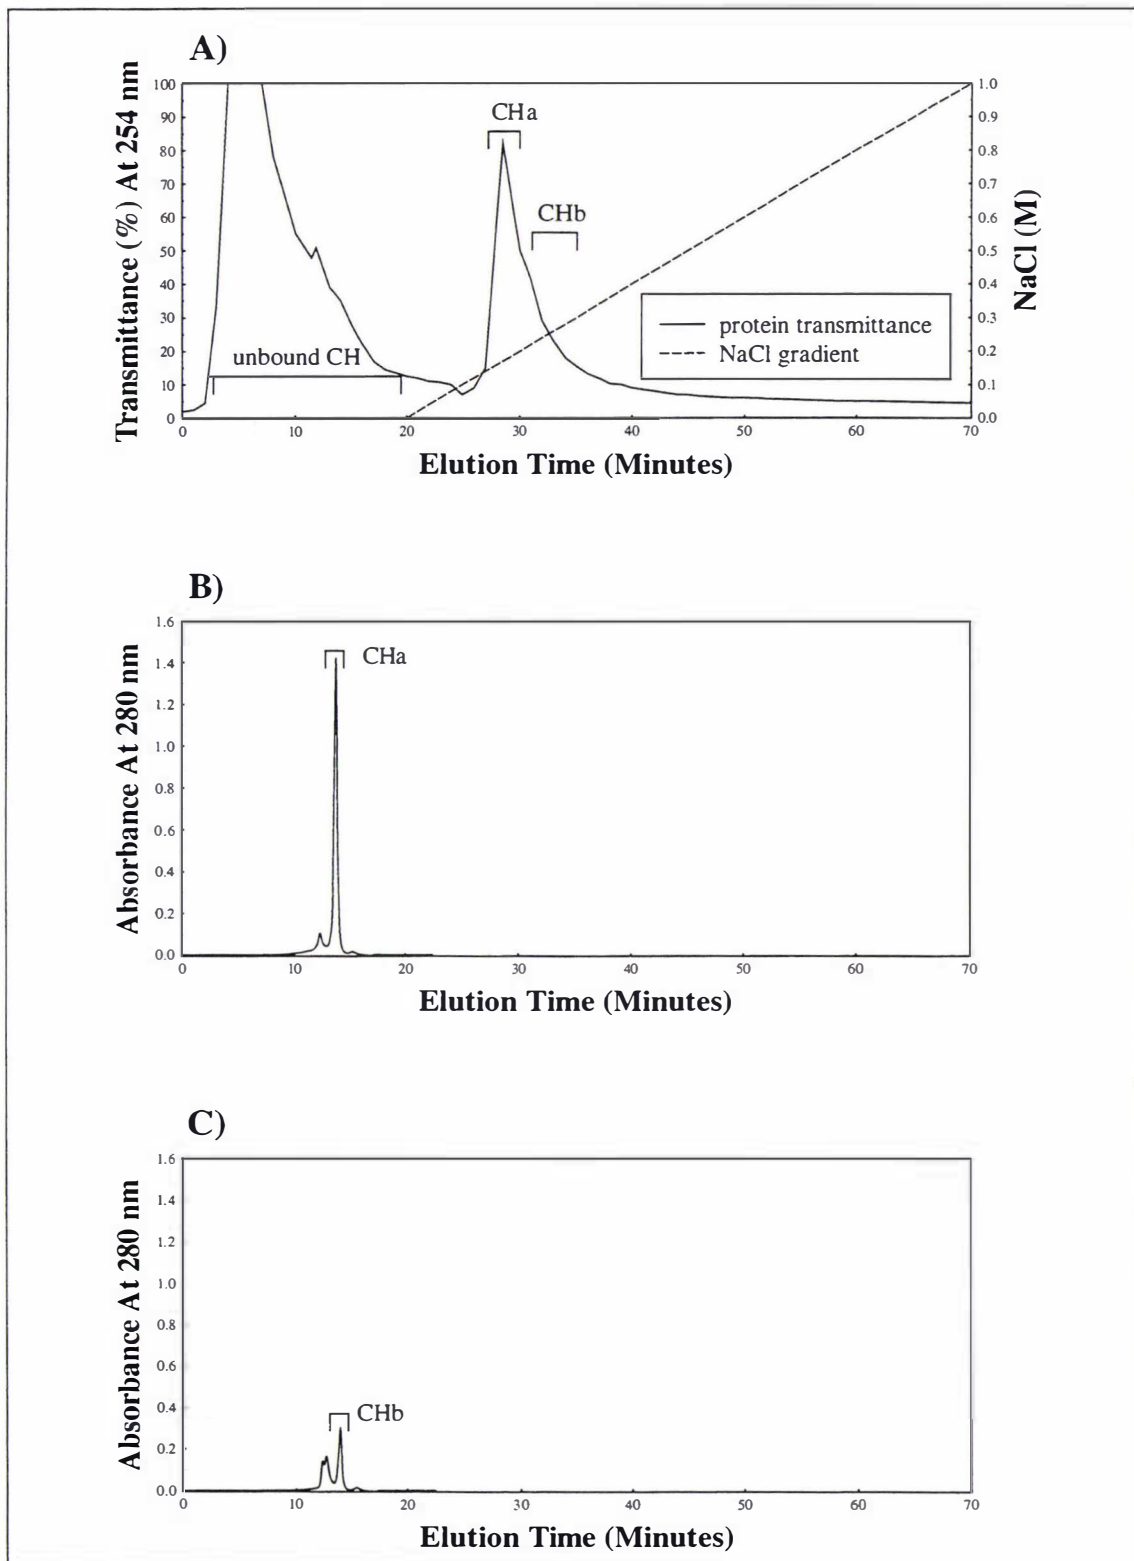 A)
Transmittance (%) At 254 nm
100
90
80
70
60
50
40
30
20
10
0
CHa
CHb
unbound CH
protein transmittance
NaCl gradient
1.0
0.9
0.8
0.7
0.6
0.5
0.4
0.3
0.2
0.1
0.0
NaCl (M)
0 10 20 30 40 50 60 70
Elution Time (Minutes)
B)
Absorbance At 280 nm
1.6
1.4
1.2
1.0
0.8
0.6
0.4
0.2
0.0
CHa
0 10 20 30 40 50 60 70
Elution Time (Minutes)
C)
Absorbance At 280 nm
1.6
1.4
1.2
1.0
0.8
0.6
0.4
0.2
0.0
CHb
0 10 20 30 40 50 60 70
Elution Time (Minutes)